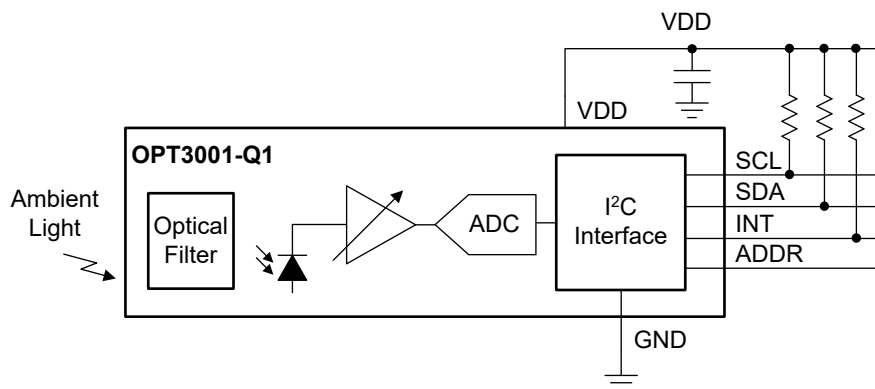 VDD
VDD
OPT3001-Q1
Ambient
Light
Optical
Filter
ADC
I²C
Interface
SCL
SDA
INT
ADDR
GND